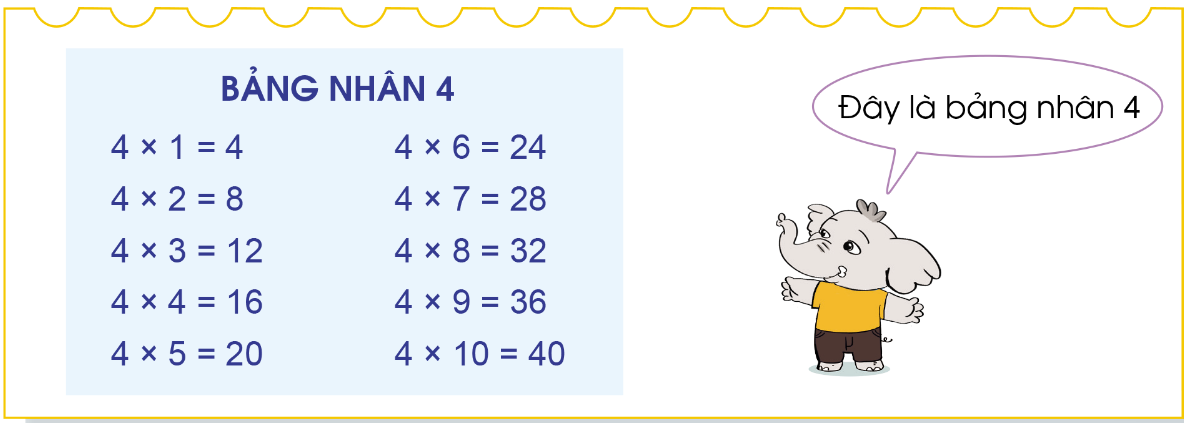 BẢNG NHÂN 4
4 × 1 = 4
4 × 2 = 8
4 × 3 = 12
4 × 4 = 16
4 × 5 = 20
4 × 6 = 24
4 × 7 = 28
4 × 8 = 32
4 × 9 = 36
4 × 10 = 40
Đây là bảng nhân 4